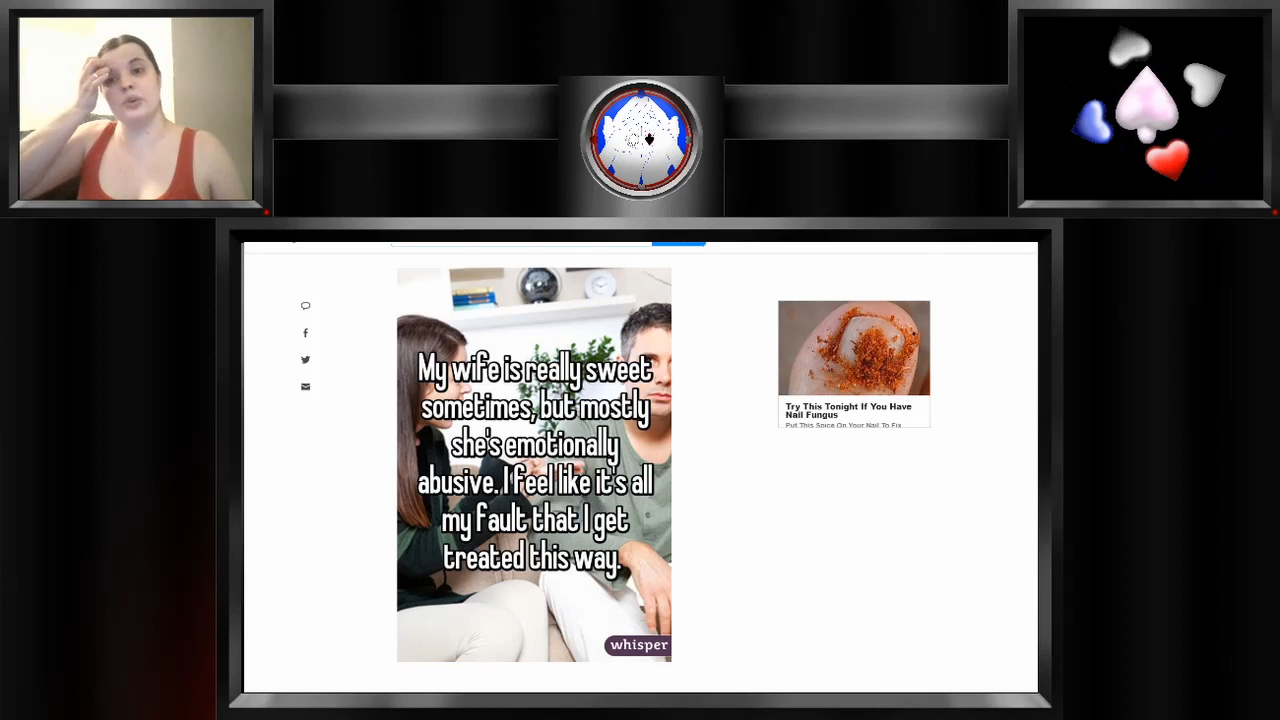 My wife is really sweet
sometimes, but mostly
she's emotionally
abusive. I feel like it's all
my fault that I get
treated this way.
whisper
Try This Tonight If You Have
Nail Fungus
Put This Spice On Your Nail To Fix